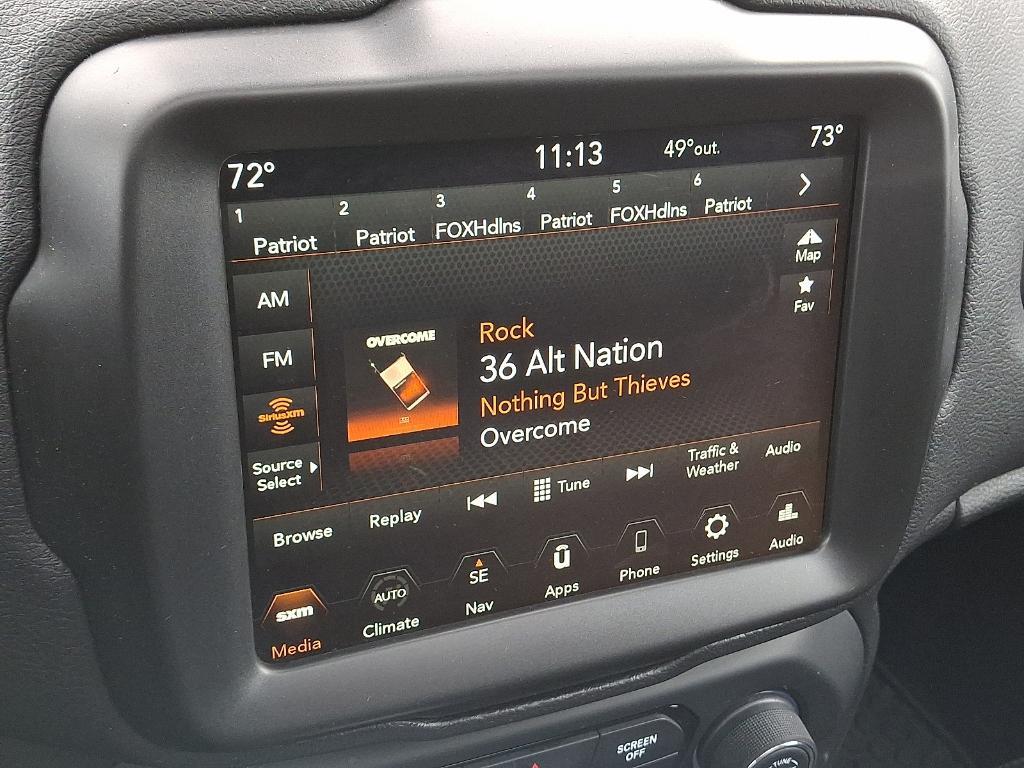 72°
11:13
49°out.
73°
1 Patriot
2 Patriot
3 FOXHdlns
4 Patriot
5 FOXHdlns
6 Patriot
Map
Fav
AM
FM
SiriusXM
Source
Select
OVERCOME
Rock
36 Alt Nation
Nothing But Thieves
Overcome
Browse
Replay
Tune
Traffic &
Weather
Audio
sxm
Media
AUTO
Climate
SE
Nav
Apps
Phone
Settings
Audio
SCREEN
OFF
TUNE